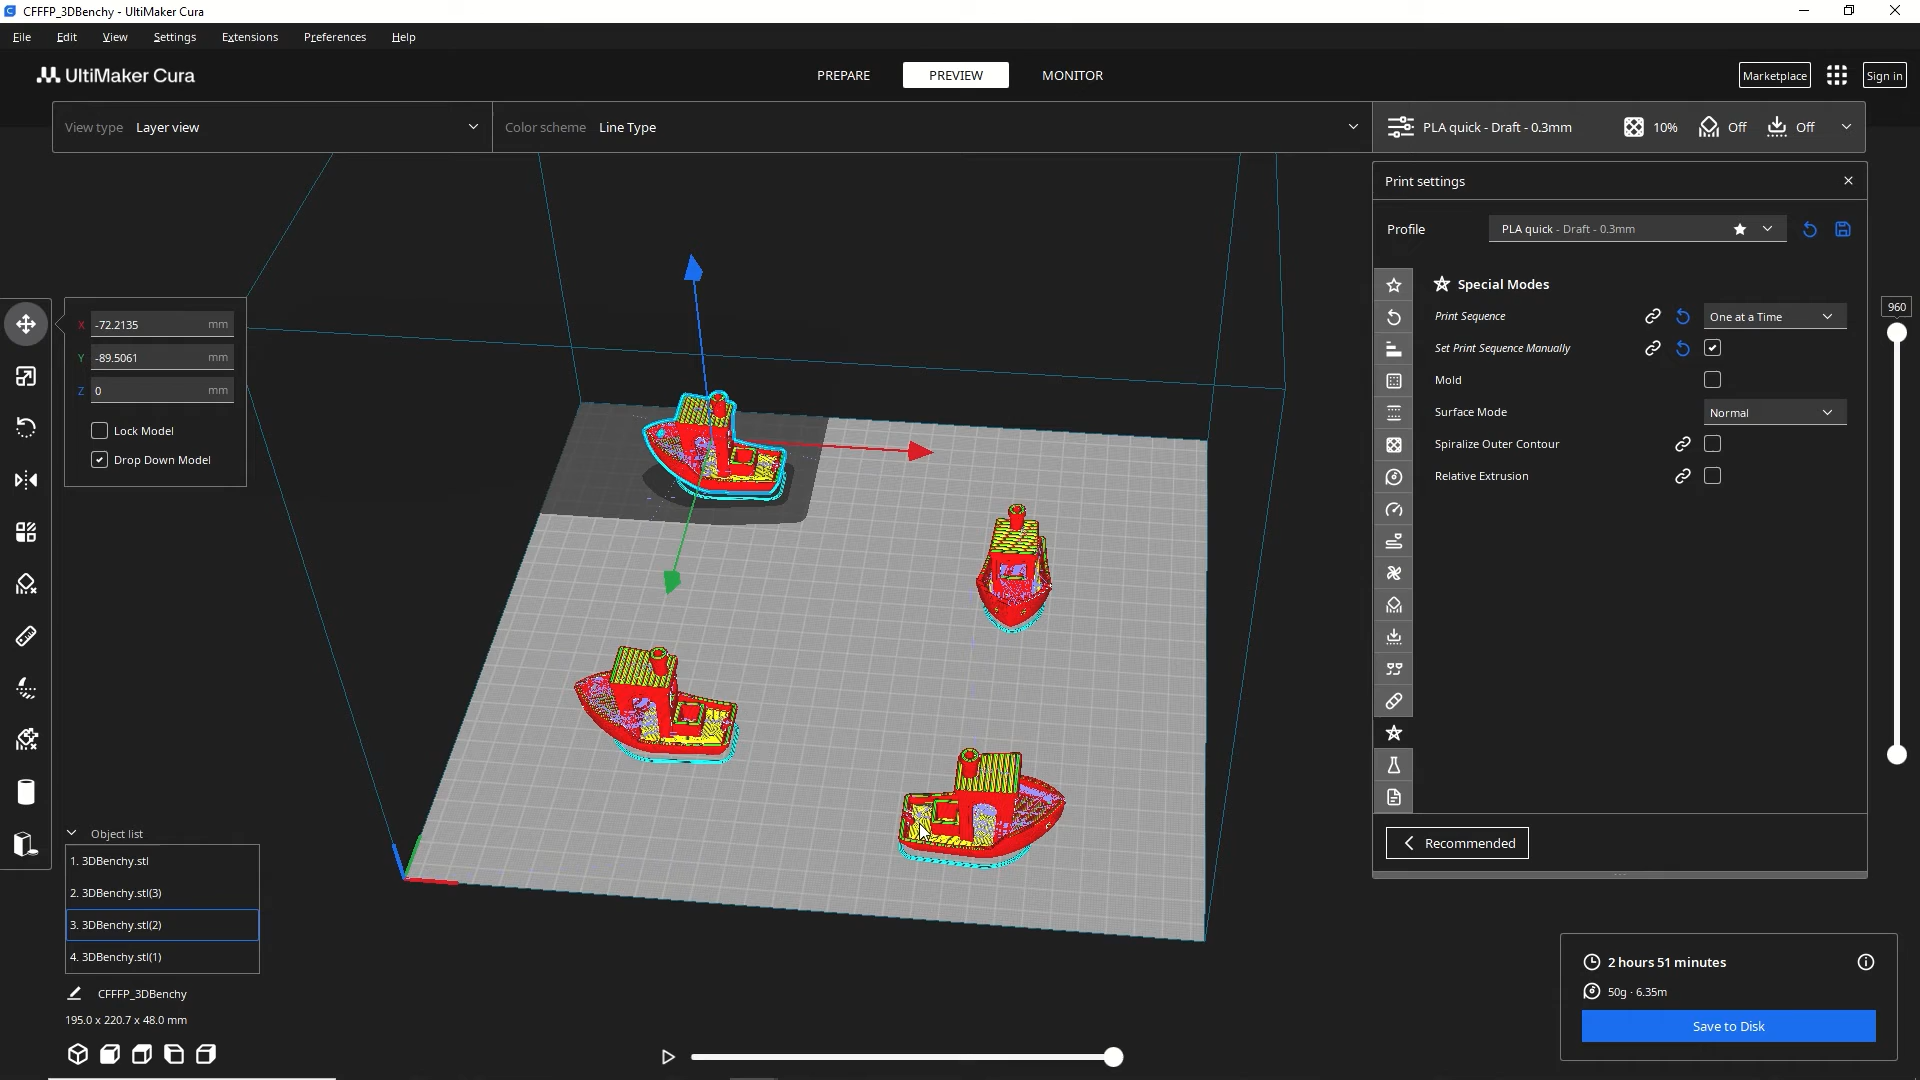 CFFFP_3DBenchy - UltiMaker Cura
File Edit View Settings Extensions Preferences Help
UltiMaker Cura
PREPARE PREVIEW MONITOR
Marketplace
Sign in
View type Layer view
Color scheme Line Type
PLA quick - Draft - 0.3mm 10% Off Off
Print settings
Profile PLA quick - Draft - 0.3mm
Special Modes
Print Sequence One at a Time
Set Print Sequence Manually
Mold
Surface Mode Normal
Spiralize Outer Contour
Relative Extrusion
Recommended
960
X -72.2135 mm
Y -89.5061 mm
Z 0 mm
Lock Model
Drop Down Model
Object list
1. 3DBenchy.stl
2. 3DBenchy.stl(3)
3. 3DBenchy.stl(2)
4. 3DBenchy.stl(1)
CFFFP_3DBenchy
195.0 x 220.7 x 48.0 mm
2 hours 51 minutes
50g · 6.35m
Save to Disk